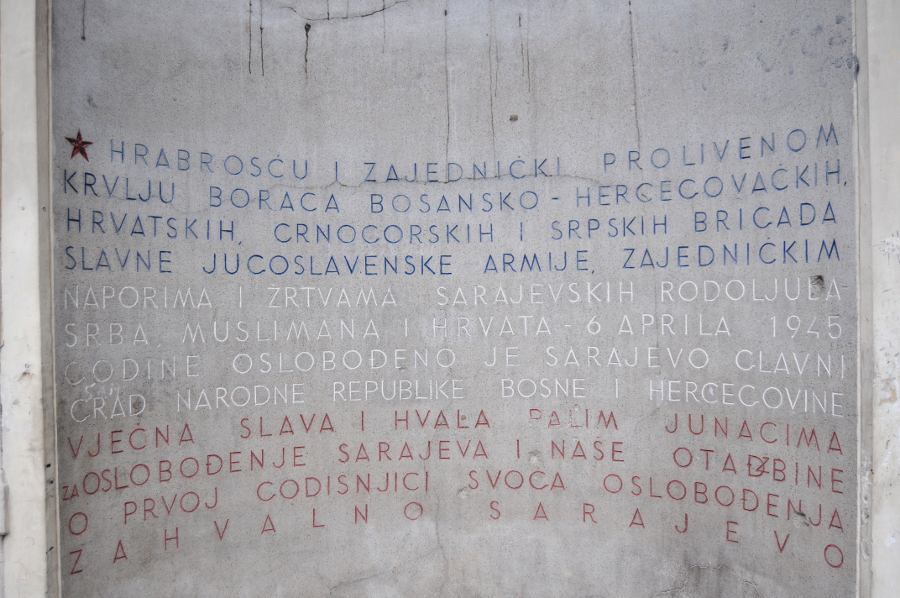 HRABROŠĆU I ZAJEDNIČKI PROLIVENOM
KRVLJU BORACA BOSANSKO-HERCEGOVAČKIH,
HRVATSKIH, CRNOGORSKIH I SRPSKIH BRIGADA
SLAVNE JUGOSLAVENSKE ARMIJE, ZAJEDNIČKIM
NAPORIMA I ŽRTVAMA SARAJEVSKIH RODOLJUBA
SRBA, MUSLIMANA I HRVATA - 6 APRILA 1945
GODINE OSLOBOĐENO JE SARAJEVO GLAVNI
GRAD NARODNE REPUBLIKE BOSNE I HERCEGOVINE
VJEČNA SLAVA I HVALA PALIM JUNACIMA
ZA OSLOBOĐENJE SARAJEVA I NAŠE OTADŽBINE
O PRVOJ GODIŠNJICI SVOGA OSLOBOĐENJA
ZAHVALNO SARAJEVO